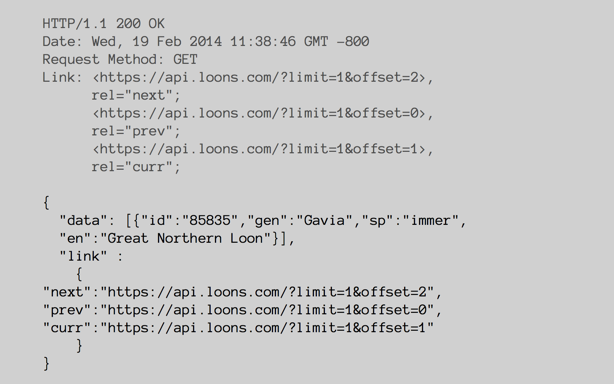 HTTP/1.1 200 OK
Date: Wed, 19 Feb 2014 11:38:46 GMT -800
Request Method: GET
Link: <https://api.loons.com/?limit=1&offset=2>,
rel="next";
<https://api.loons.com/?limit=1&offset=0>,
rel="prev";
<https://api.loons.com/?limit=1&offset=1>,
rel="curr";
{
"data": [{"id":"85835","gen":"Gavia","sp":"immer",
"en":"Great Northern Loon"}],
"link" :
{
"next":"https://api.loons.com/?limit=1&offset=2",
"prev":"https://api.loons.com/?limit=1&offset=0",
"curr":"https://api.loons.com/?limit=1&offset=1"
}
}